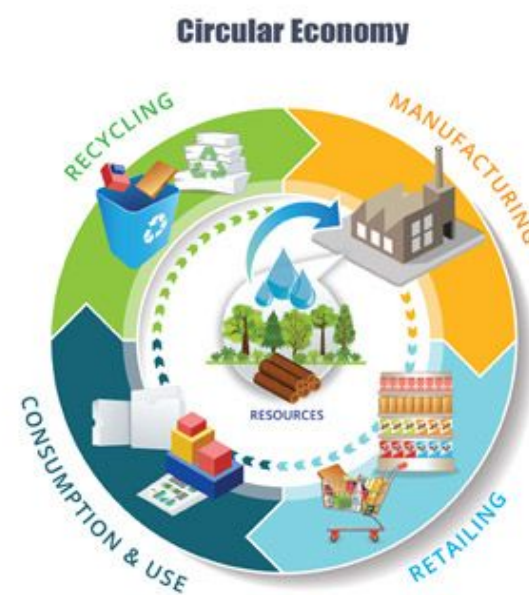 Circular Economy
RECYCLING
MANUFACTURING
RESOURCES
CONSUMPTION & USE
RETAILING